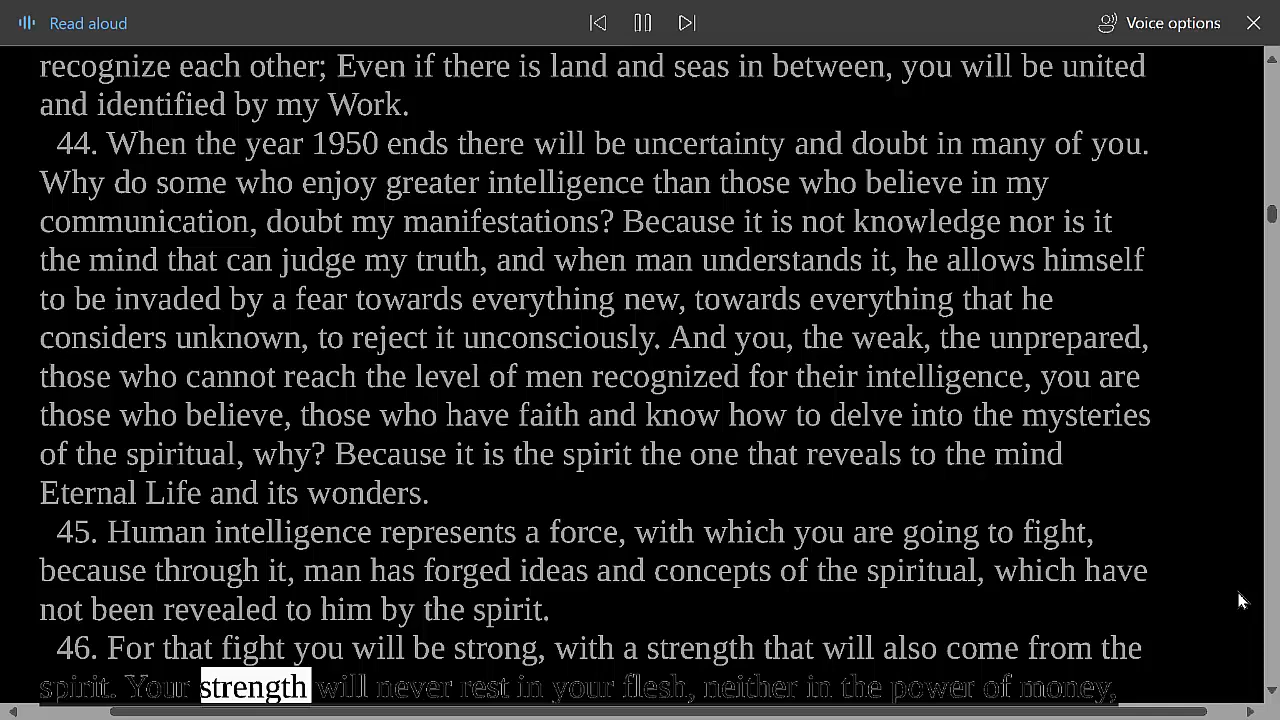 Read aloud
Voice options
recognize each other; Even if there is land and seas in between, you will be united
and identified by my Work.
44. When the year 1950 ends there will be uncertainty and doubt in many of you.
Why do some who enjoy greater intelligence than those who believe in my
communication, doubt my manifestations? Because it is not knowledge nor is it
the mind that can judge my truth, and when man understands it, he allows himself
to be invaded by a fear towards everything new, towards everything that he
considers unknown, to reject it unconsciously. And you, the weak, the unprepared,
those who cannot reach the level of men recognized for their intelligence, you are
those who believe, those who have faith and know how to delve into the mysteries
of the spiritual, why? Because it is the spirit the one that reveals to the mind
Eternal Life and its wonders.
45. Human intelligence represents a force, with which you are going to fight,
because through it, man has forged ideas and concepts of the spiritual, which have
not been revealed to him by the spirit.
46. For that fight you will be strong, with a strength that will also come from the
spirit. Your strength will never rest in your flesh, neither in the power of money,